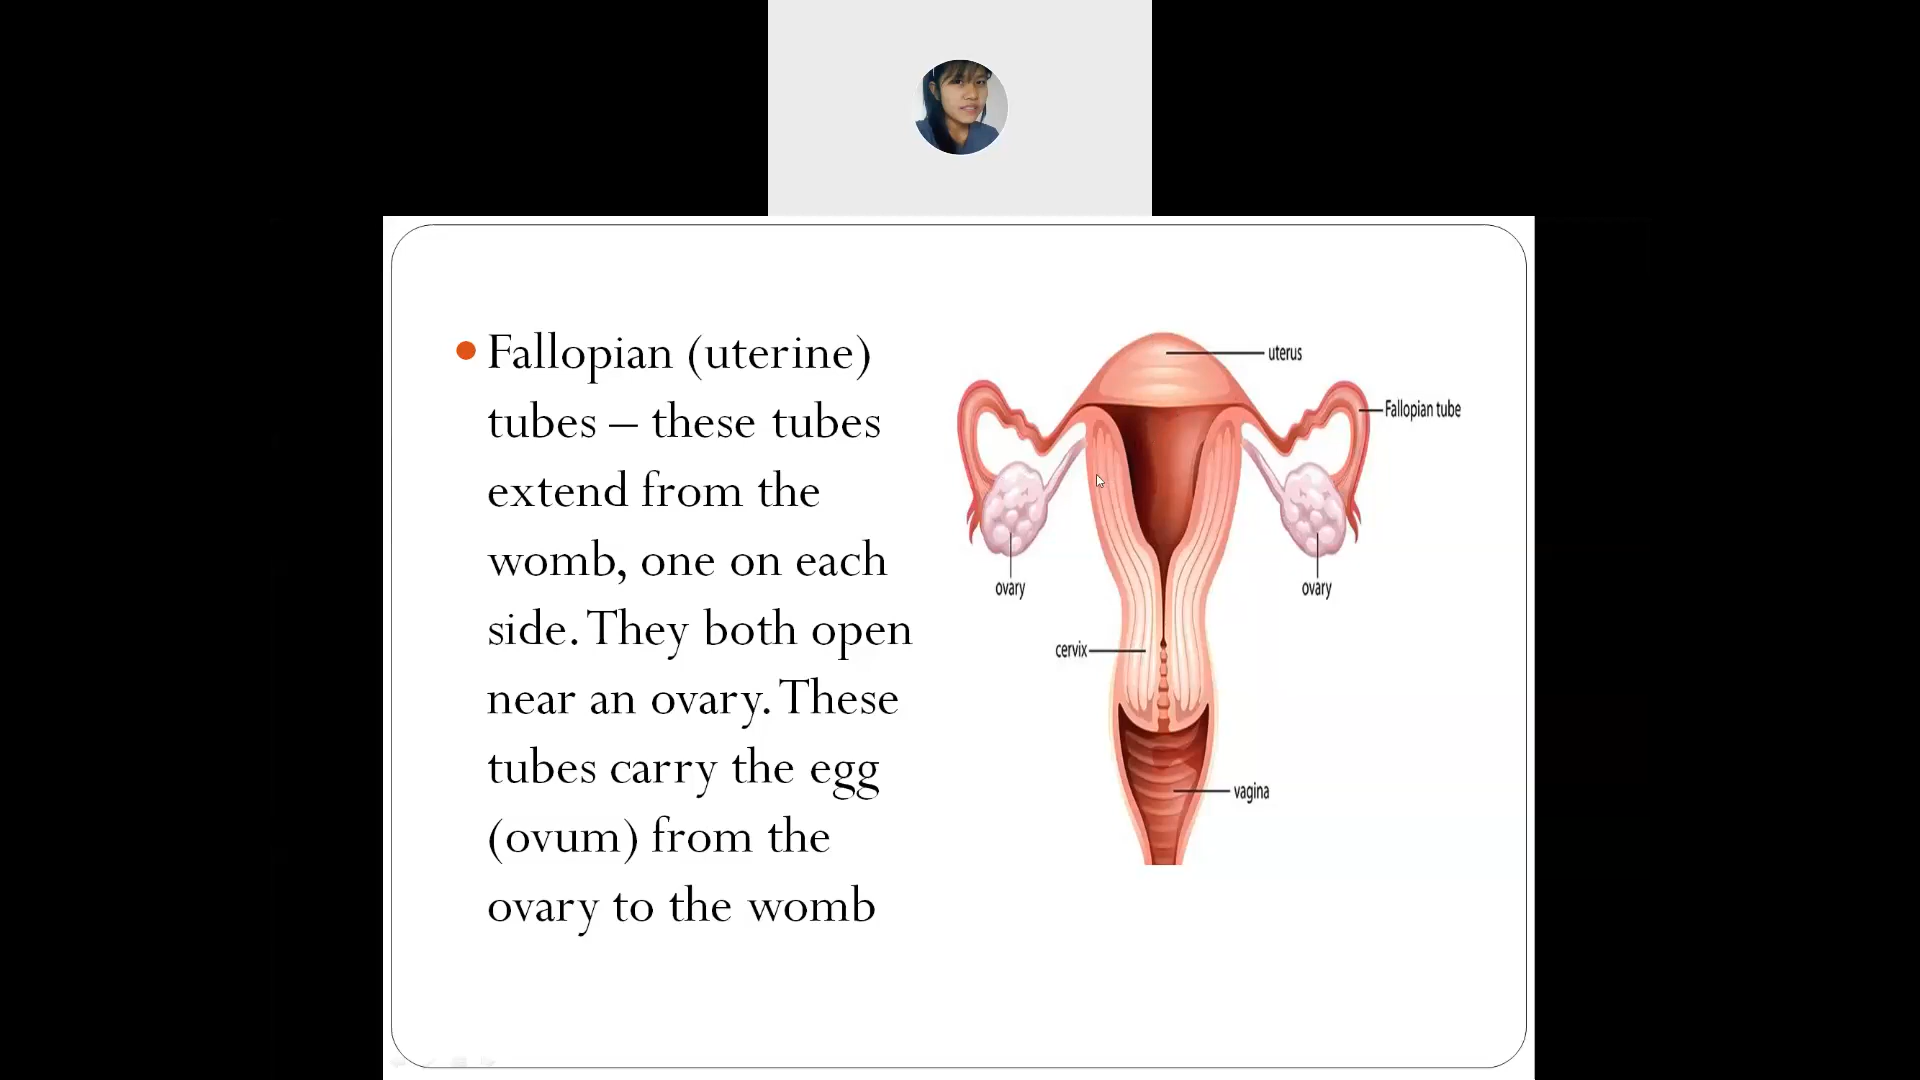 Fallopian (uterine)
tubes – these tubes
extend from the
womb, one on each
side. They both open
near an ovary. These
tubes carry the egg
(ovum) from the
ovary to the womb
uterus
Fallopian tube
ovary
ovary
cervix
vagina